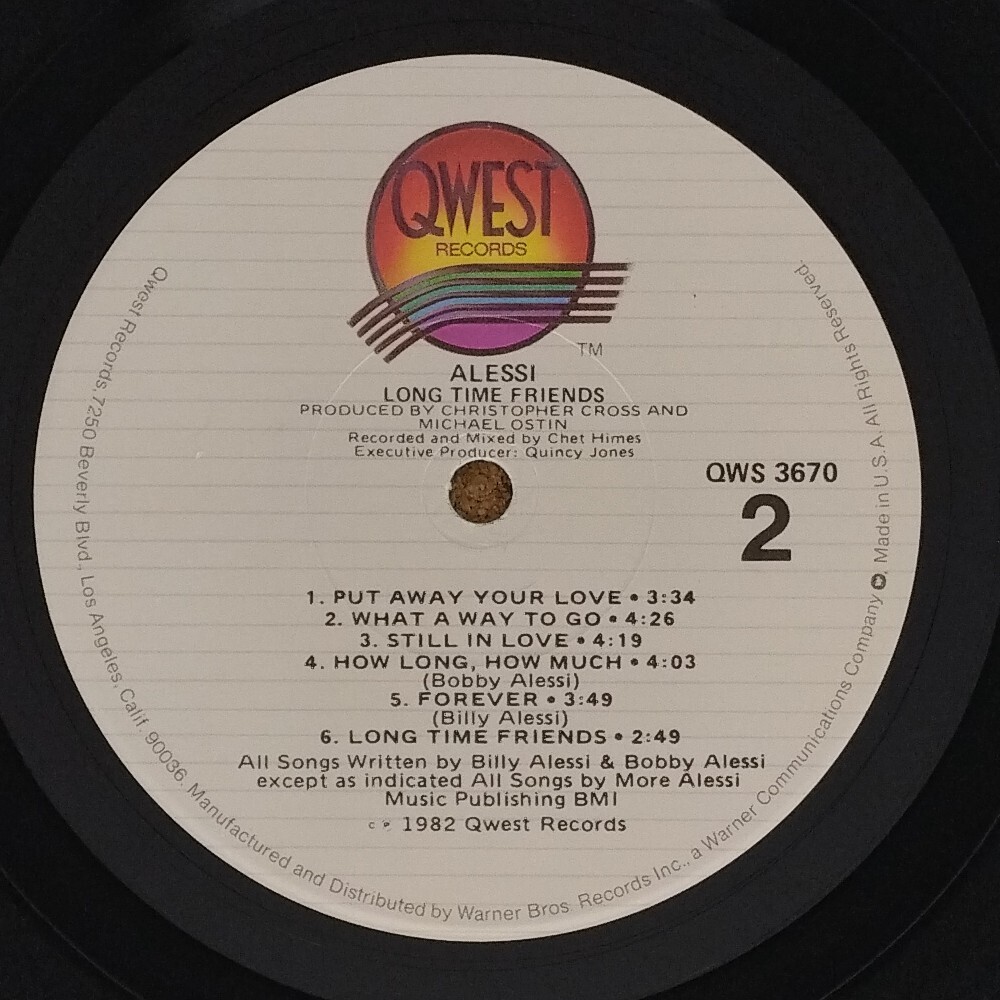 QWEST
RECORDS
TM
ALESSI
LONG TIME FRIENDS
PRODUCED BY CHRISTOPHER CROSS AND
MICHAEL OSTIN
Recorded and Mixed by Chet Himes
Executive Producer: Quincy Jones
QWS 3670
2
1. PUT AWAY YOUR LOVE • 3:34
2. WHAT A WAY TO GO • 4:26
3. STILL IN LOVE • 4:19
4. HOW LONG, HOW MUCH • 4:03
(Bobby Alessi)
5. FOREVER • 3:49
(Billy Alessi)
6. LONG TIME FRIENDS • 2:49
All Songs Written by Billy Alessi & Bobby Alessi
except as indicated All Songs by More Alessi
Music Publishing BMI
© ℗ 1982 Qwest Records
Qwest Records, 7250 Beverly Blvd., Los Angeles, Calif. 90036. Manufactured and Distributed by Warner Bros. Records Inc., a Warner Communications Company. Made in U.S.A. All Rights Reserved.